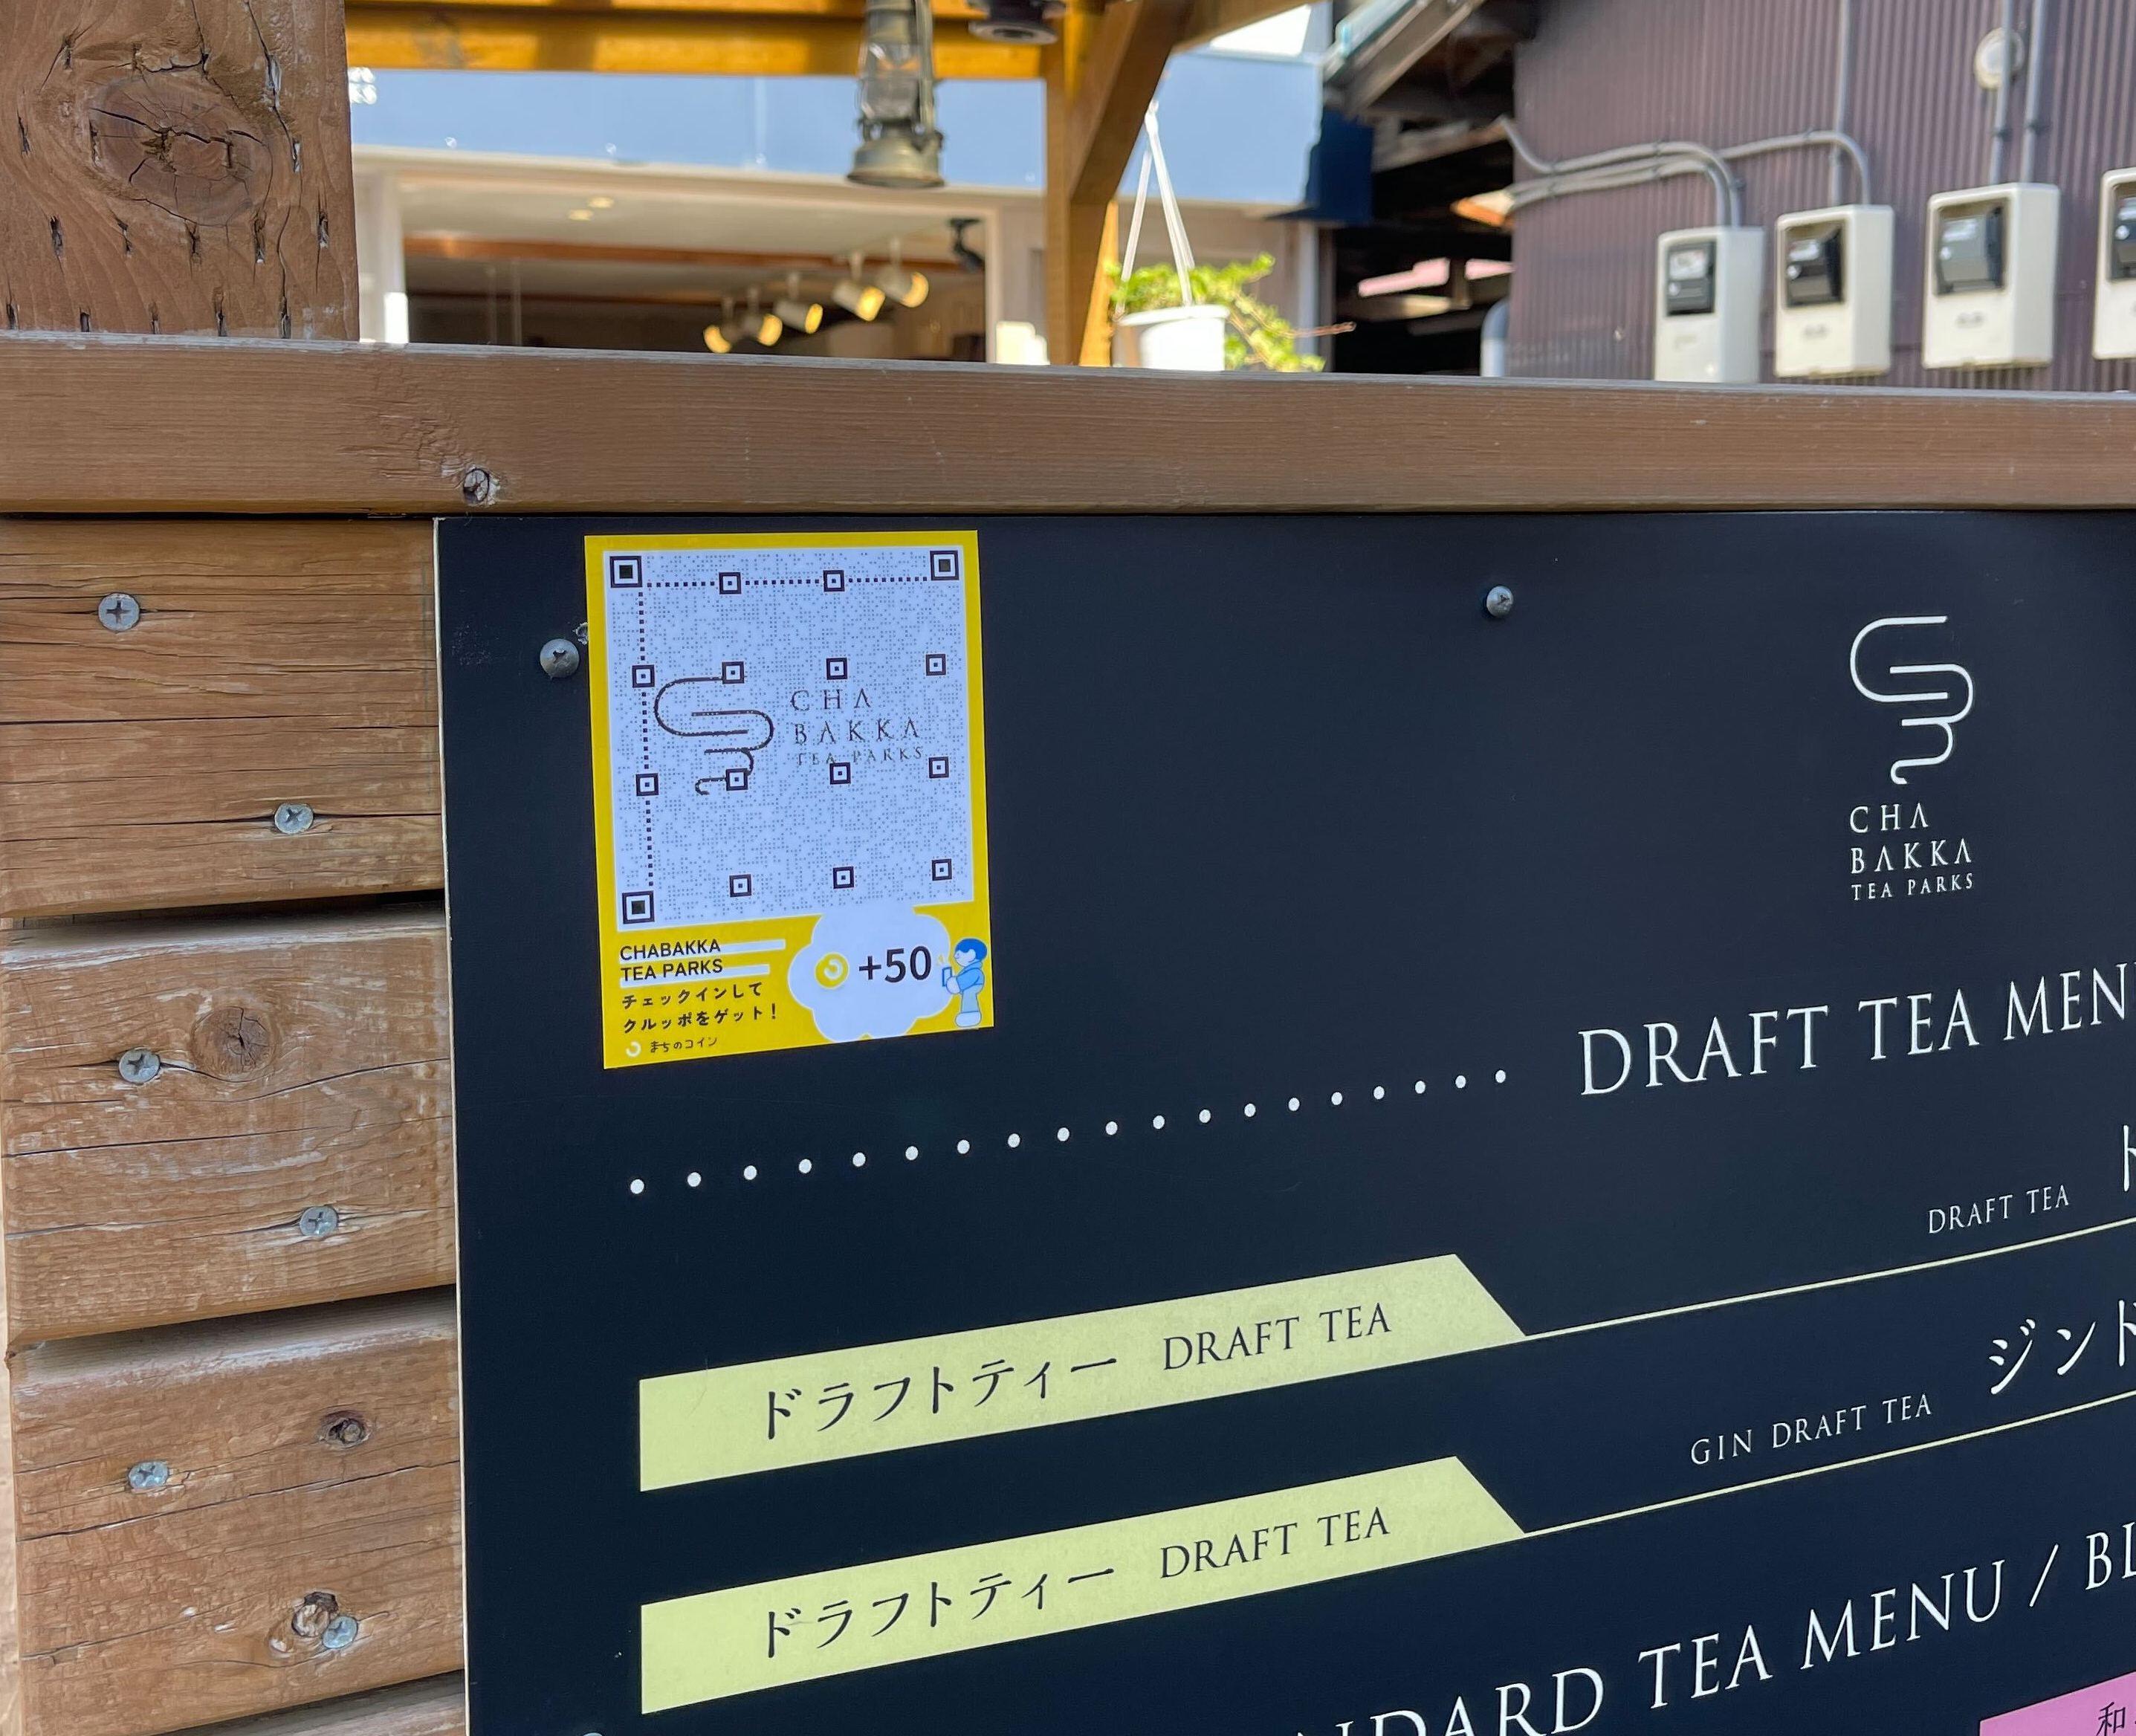 CHA
BAKKA
TEA PARKS
CHABAKKA
TEA PARKS
チェックインして
クルッポをゲット！
まちのコイン
+50
CHA
BAKKA
TEA PARKS
DRAFT TEA MEN
DRAFT TEA
ドラフトティー DRAFT TEA
GIN DRAFT TEA ジンド
ドラフトティー DRAFT TEA
NDARD TEA MENU / BL
和